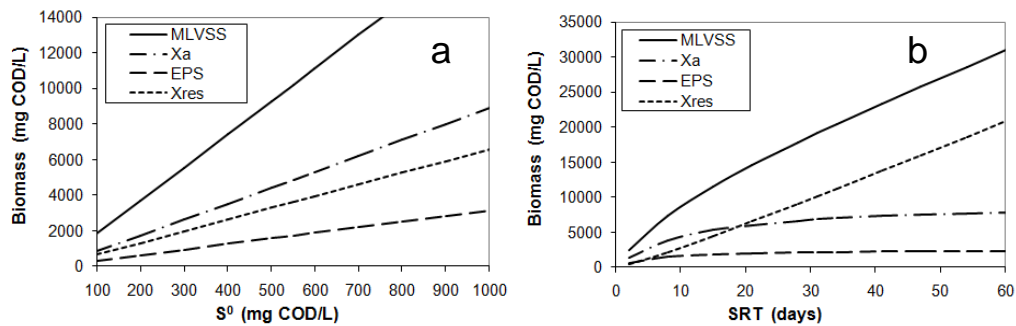 14000
12000
10000
8000
6000
4000
2000
0
Biomass (mg COD/L)
MLVSS
Xa
EPS
Xres
a
100 200 300 400 500 600 700 800 900 1000
S⁰ (mg COD/L)
35000
30000
25000
20000
15000
10000
5000
0
Biomass (mg COD/L)
MLVSS
Xa
EPS
Xres
b
0 10 20 30 40 50 60
SRT (days)